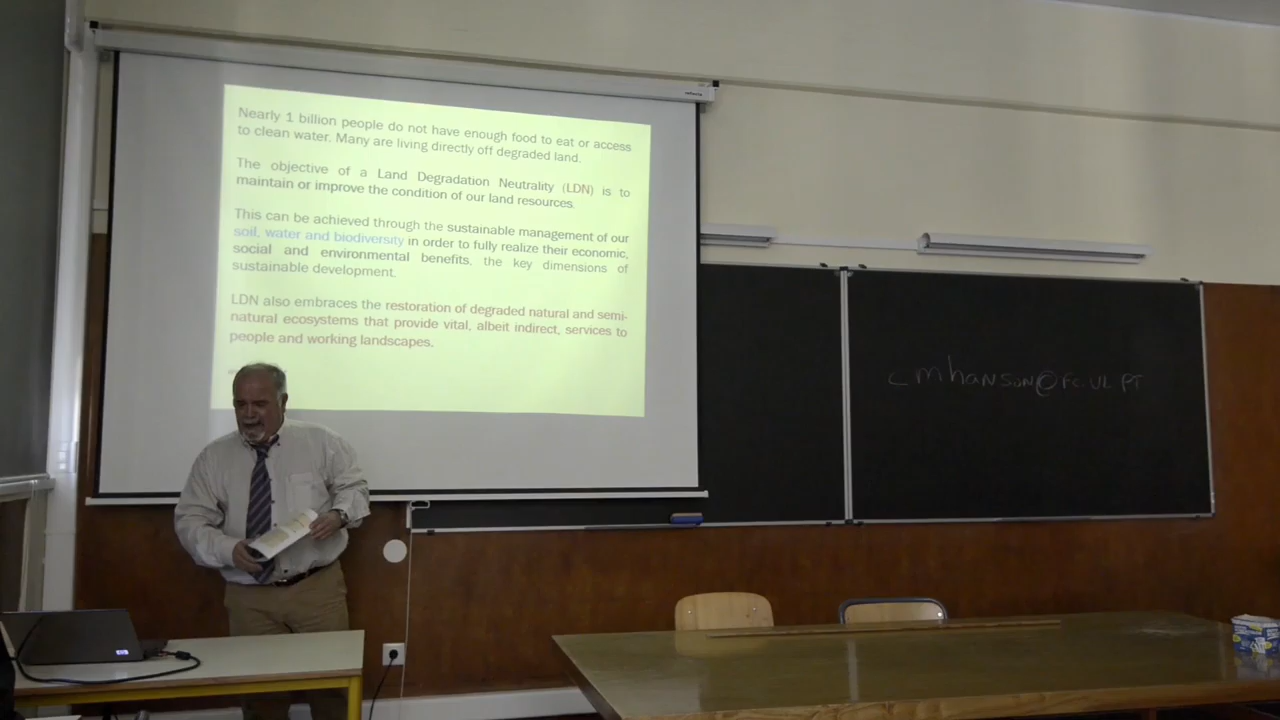 Nearly 1 billion people do not have enough food to eat or access
to clean water. Many are living directly off degraded land.
The objective of a Land Degradation Neutrality (LDN) is to
maintain or improve the condition of our land resources.
This can be achieved through the sustainable management of our
soil, water and biodiversity in order to fully realize their economic,
social and environmental benefits, the key dimensions of
sustainable development.
LDN also embraces the restoration of degraded natural and semi-
natural ecosystems that provide vital, albeit indirect, services to
people and working landscapes.
cmhanson@fc.ul.pt